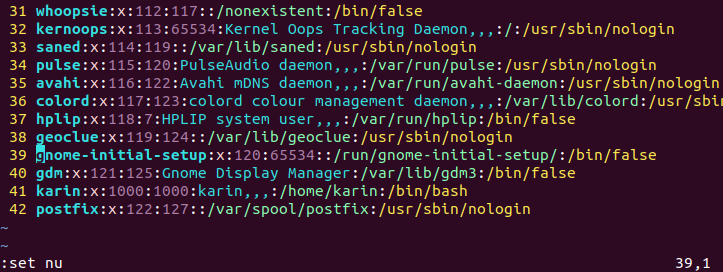 31 whoopsie:x:112:117::/nonexistent:/bin/false
32 kernoops:x:113:65534:Kernel Oops Tracking Daemon,,,:/:/usr/sbin/nologin
33 saned:x:114:119::/var/lib/saned:/usr/sbin/nologin
34 pulse:x:115:120:PulseAudio daemon,,,:/var/run/pulse:/usr/sbin/nologin
35 avahi:x:116:122:Avahi mDNS daemon,,,:/var/run/avahi-daemon:/usr/sbin/nologin
36 colord:x:117:123:colord colour management daemon,,,:/var/lib/colord:/usr/sbin
37 hplip:x:118:7:HPLIP system user,,,:/var/run/hplip:/bin/false
38 geoclue:x:119:124::/var/lib/geoclue:/usr/sbin/nologin
39 gnome-initial-setup:x:120:65534::/run/gnome-initial-setup/:/bin/false
40 gdm:x:121:125:Gnome Display Manager:/var/lib/gdm3:/bin/false
41 karin:x:1000:1000:karin,,,:/home/karin:/bin/bash
42 postfix:x:122:127::/var/spool/postfix:/usr/sbin/nologin
~
~
:set nu 39,1